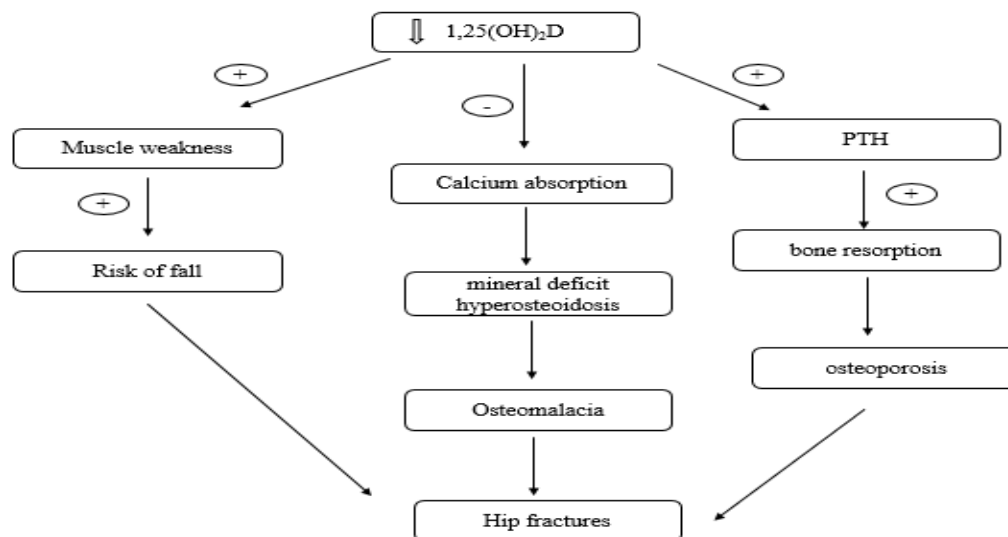 ⇩ 1,25(OH)₂D
+
-
+
Muscle weakness
PTH
Calcium absorption
+
+
Risk of fall
bone resorption
mineral deficit
hyperosteoidosis
osteoporosis
Osteomalacia
Hip fractures